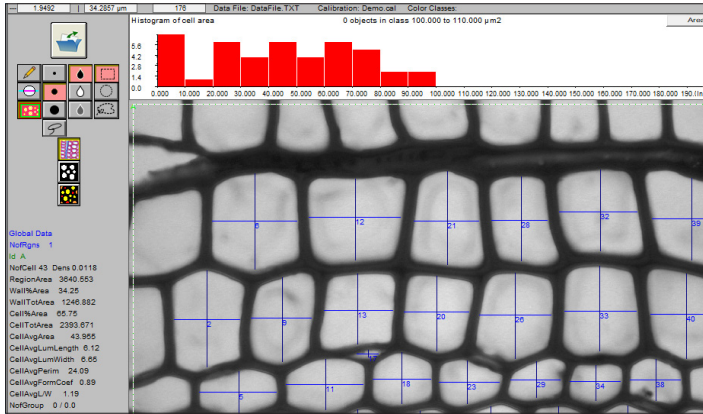 1.9492 34.2857 µm 176 Data File: DataFile.TXT Calibration: Demo.cal Color Classes:
Histogram of cell area 0 objects in class 100.000 to 110.000 µm2 Area
5.6
4.2
2.8
1.4
0.0
0.000 10.000 20.000 30.000 40.000 50.000 60.000 70.000 80.000 90.000 100.000 110.000 120.000 130.000 140.000 150.000 160.000 170.000 180.000 190.(Inn
6 12 21 28 32 39
2 9 13 20 26 33 40
5 11 18 23 29 34 38
Global Data
NofRgns 1
Id A
NofCell 43 Dens 0.0118
RegionArea 3640.553
Wall%Area 34.25
WallTotArea 1246.882
Cell%Area 65.75
CellTotArea 2393.671
CellAvgArea 43.965
CellAvgLumLength 6.12
CellAvgLumWidth 6.65
CellAvgPerim 24.09
CellAvgFormCoef 0.89
CellAvgL/W 1.19
NofGroup 0 / 0.0